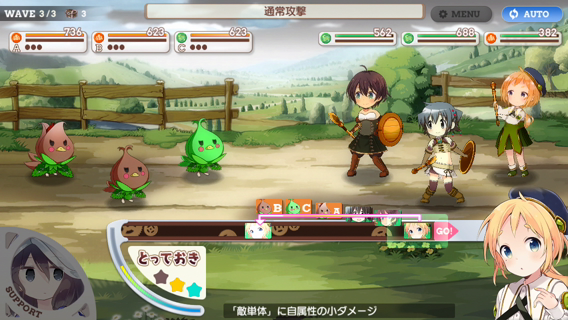 WAVE 3/3 3
通常攻撃
MENU
AUTO
736
A
623
B
623
C
562
688
382
B C A
GO!
とっておき
SUPPORT
「敵単体」に自属性の小ダメージ